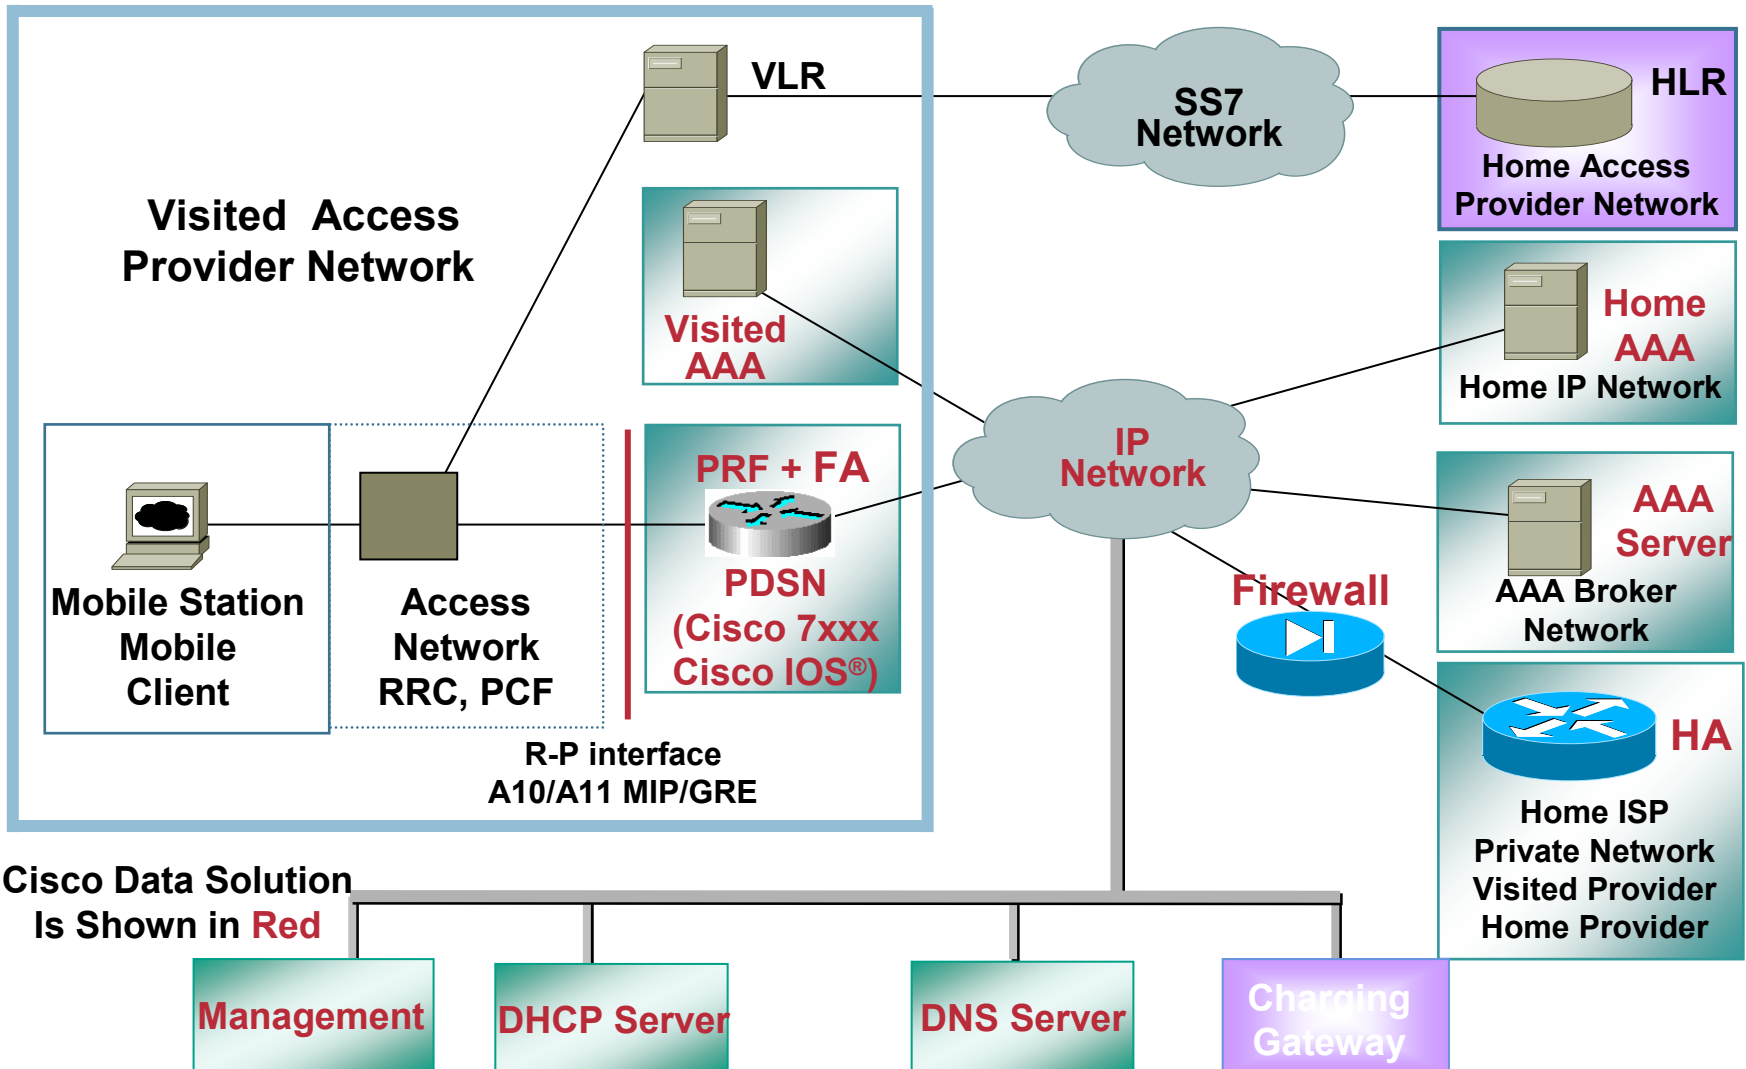 VLR
SS7
Network
HLR
Home Access
Provider Network
Visited Access
Provider Network
Visited
AAA
Home
AAA
Home IP Network
IP
Network
PRF + FA
PDSN
(Cisco 7xxx
Cisco IOS®)
AAA
Server
AAA Broker
Network
Mobile Station
Mobile
Client
Access
Network
RRC, PCF
Firewall
R-P interface
A10/A11 MIP/GRE
HA
Home ISP
Private Network
Visited Provider
Home Provider
Cisco Data Solution
Is Shown in Red
Management
DHCP Server
DNS Server
Charging
Gateway